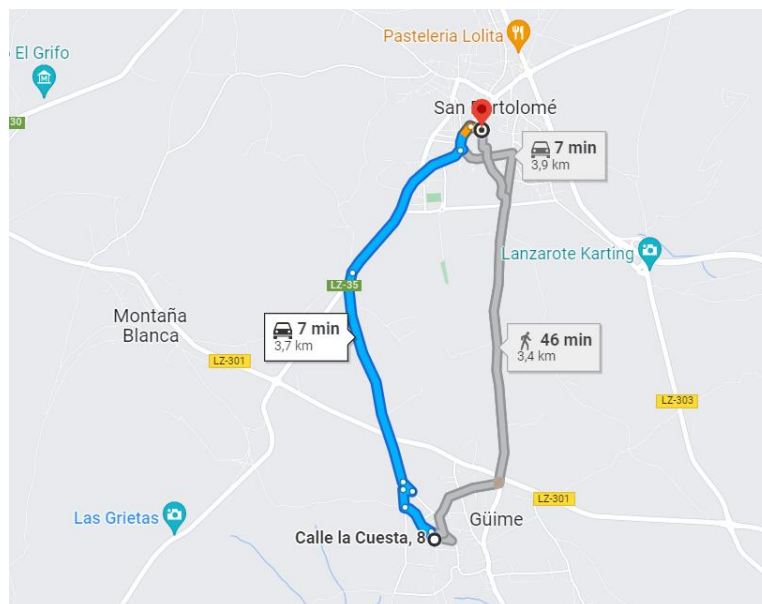 Pasteleria Lolita
El Grifo
San Bartolomé
30
7 min
3,9 km
Lanzarote Karting
LZ-35
Montaña
Blanca
7 min
3,7 km
46 min
3,4 km
LZ-301
LZ-303
LZ-301
Las Grietas
Güime
Calle la Cuesta, 8